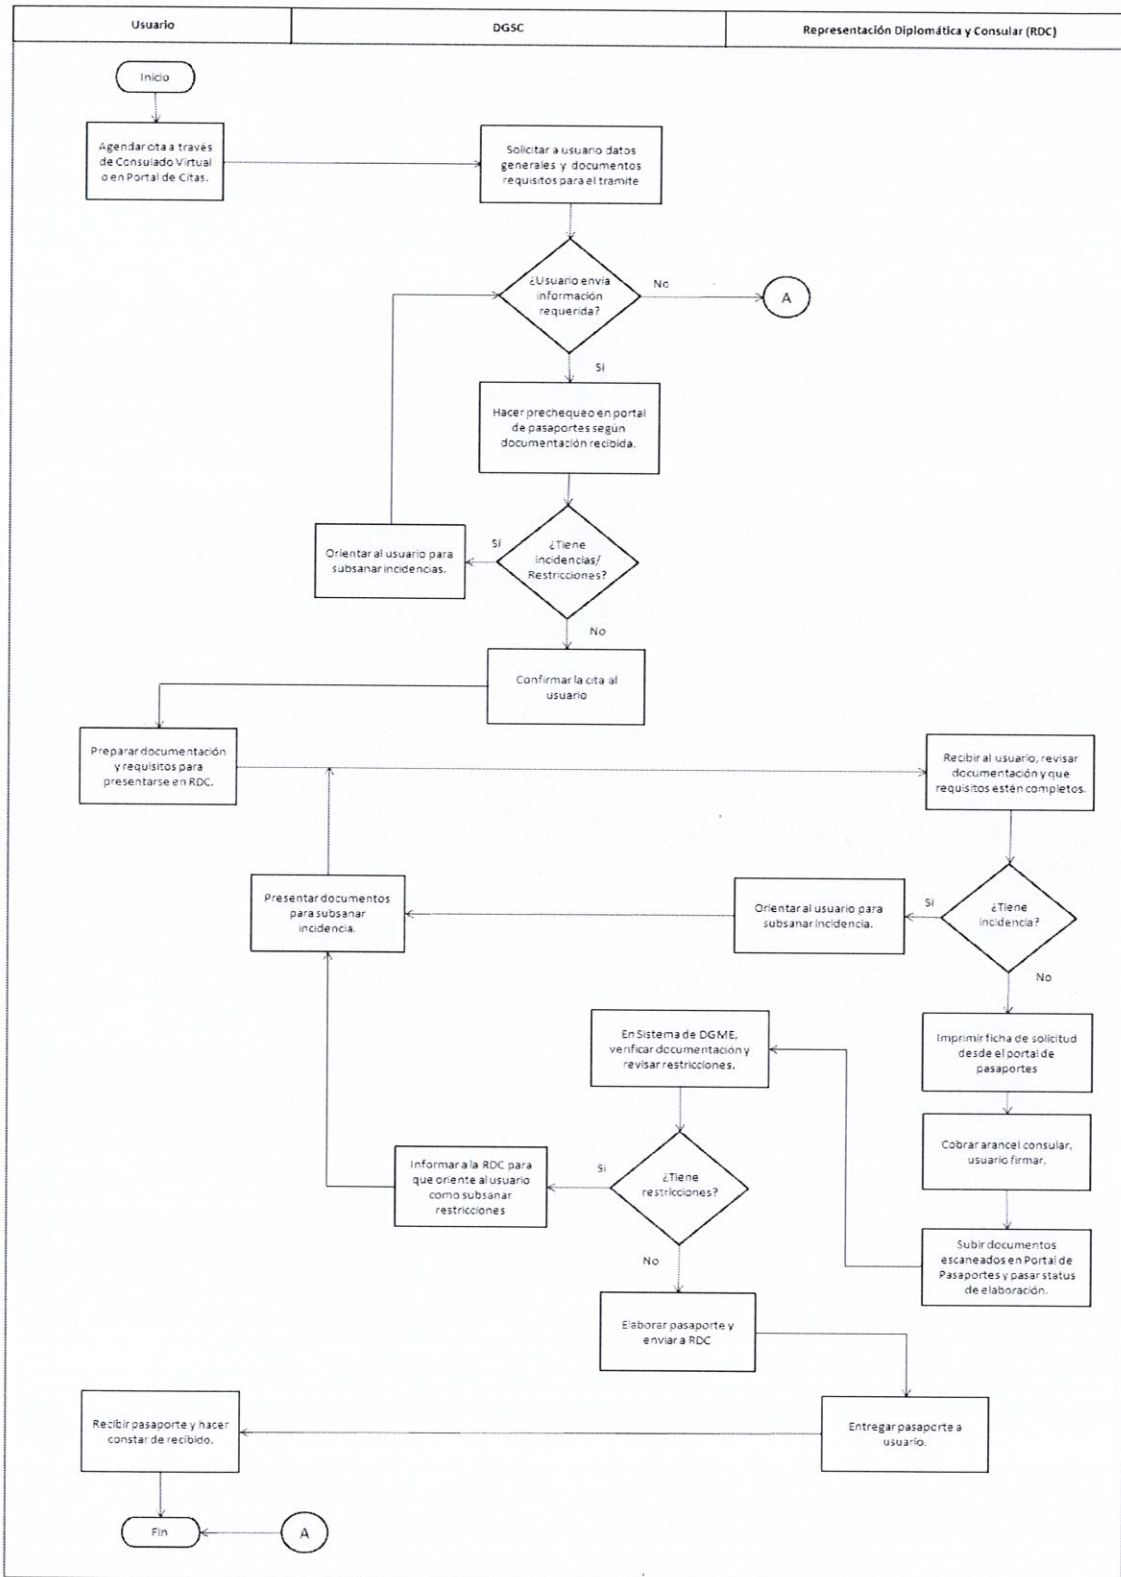 Usuario
DGSC
Representación Diplomática y Consular (RDC)
Inicio
Agendar cita a través
de Consulado Virtual
o en Portal de Citas.
Solicitar a usuario datos
generales y documentos
requisitos para el tramite
¿Usuario envía
información
requerida?
No
A
Sí
Hacer prechequeo en portal
de pasaportes según
documentación recibida.
¿Tiene
incidencias/
Restricciones?
Sí
Orientar al usuario para
subsanar incidencias.
No
Confirmar la cita al
usuario
Preparar documentación
y requisitos para
presentarse en RDC.
Recibir al usuario, revisar
documentación y que
requisitos estén completos.
¿Tiene
incidencia?
Sí
Orientar al usuario para
subsanar incidencia.
Presentar documentos
para subsanar
incidencia.
No
Imprimir ficha de solicitud
desde el portal de
pasaportes
Cobrar arancel consular,
usuario firmar.
Subir documentos
escaneados en Portal de
Pasaportes y pasar status
de elaboración.
En Sistema de DGME,
verificar documentación y
revisar restricciones.
¿Tiene
restricciones?
Sí
Informar a la RDC para
que oriente al usuario
como subsanar
restricciones
No
Elaborar pasaporte y
enviar a RDC
Entregar pasaporte a
usuario.
Recibir pasaporte y hacer
constar de recibido.
Fin
A